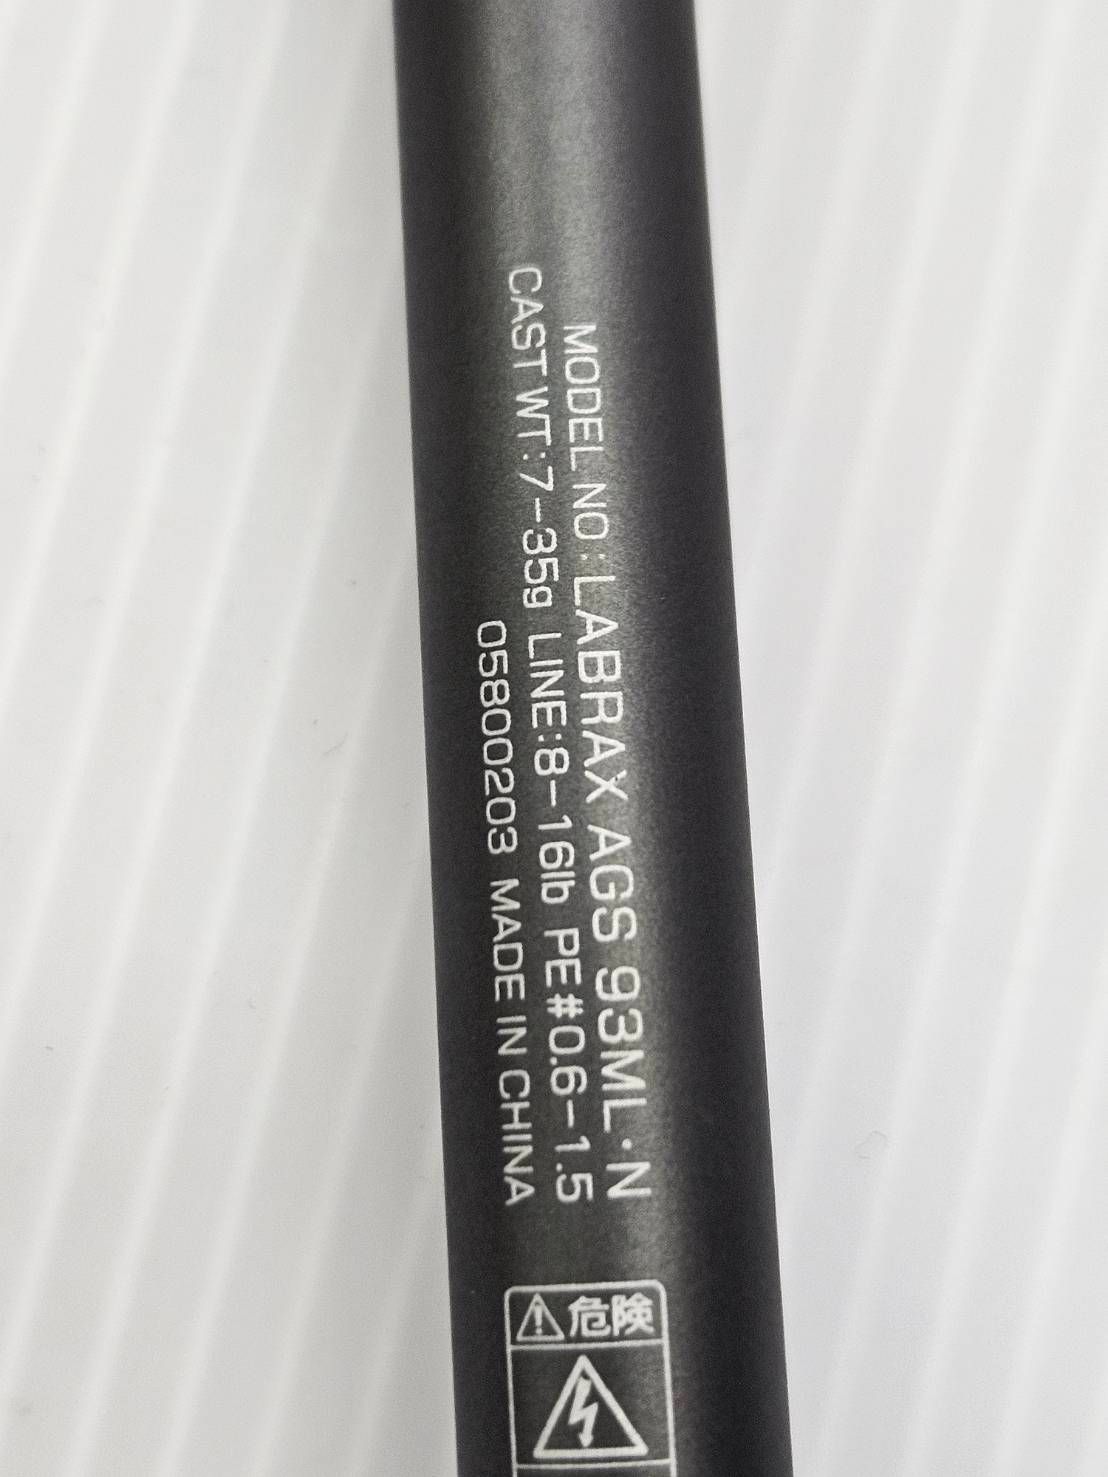 MODEL NO:LABRAX AGS 93ML·N
CAST WT:7-35g LINE:8-16lb PE#0.6-1.5
05800203 MADE IN CHINA
危険